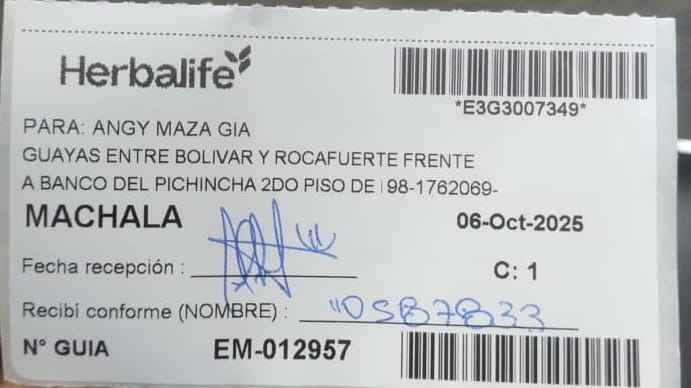 Herbalife
*E3G3007349*
PARA: ANGY MAZA GIA
GUAYAS ENTRE BOLIVAR Y ROCAFUERTE FRENTE
A BANCO DEL PICHINCHA 2DO PISO DE 98-1762069-
MACHALA
06-Oct-2025
Fecha recepción :
C: 1
Recibí conforme (NOMBRE) :
N° GUIA EM-012957